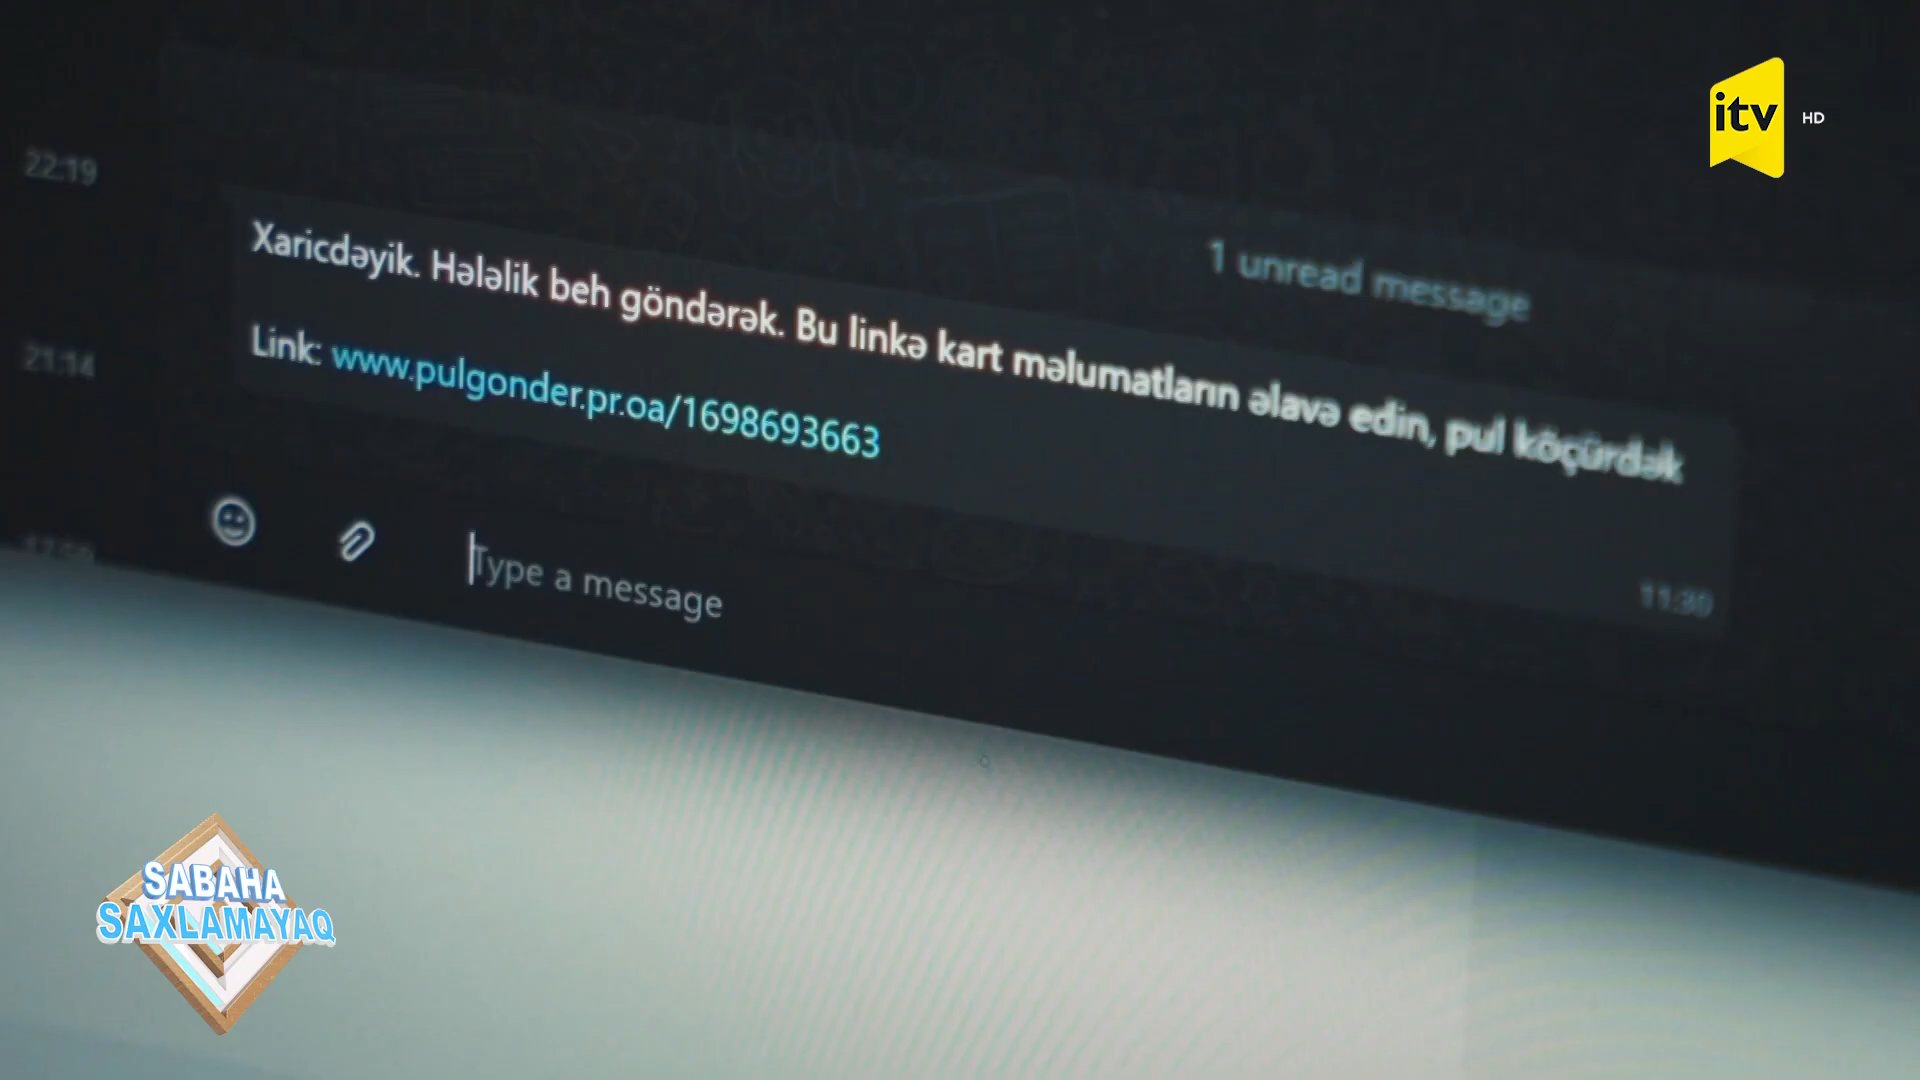 itv HD
22:19
1 unread message
Xaricdəyik. Hələlik beh göndərək. Bu linkə kart məlumatların əlavə edin, pul köçürdək
Link: www.pulgonder.pr.oa/1698693663
21:14
11:30
Type a message
SABAHA
SAXLAMAYAQ